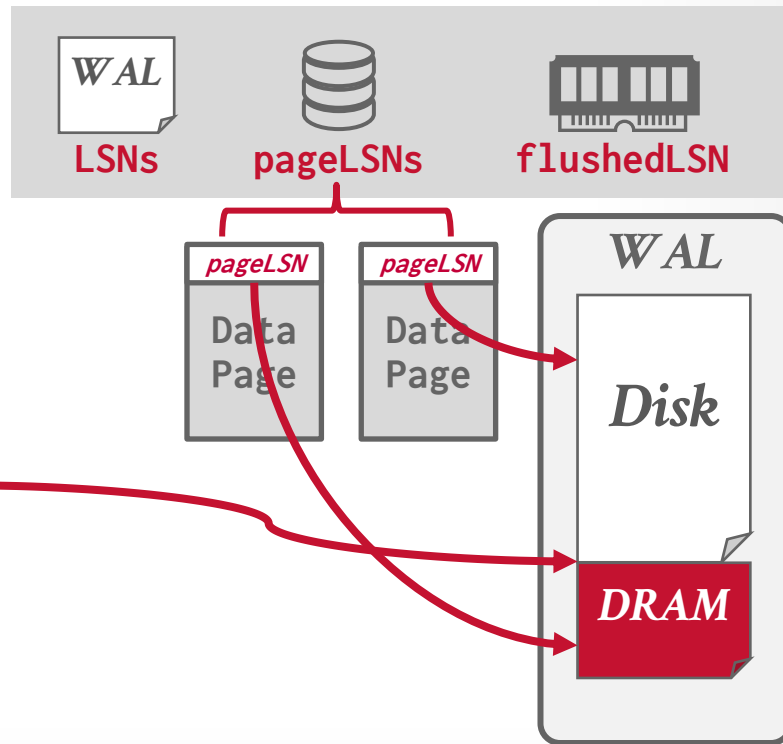 WAL
LSNs pageLSNs flushedLSN
pageLSN pageLSN
Data Data
Page Page
WAL
Disk
DRAM